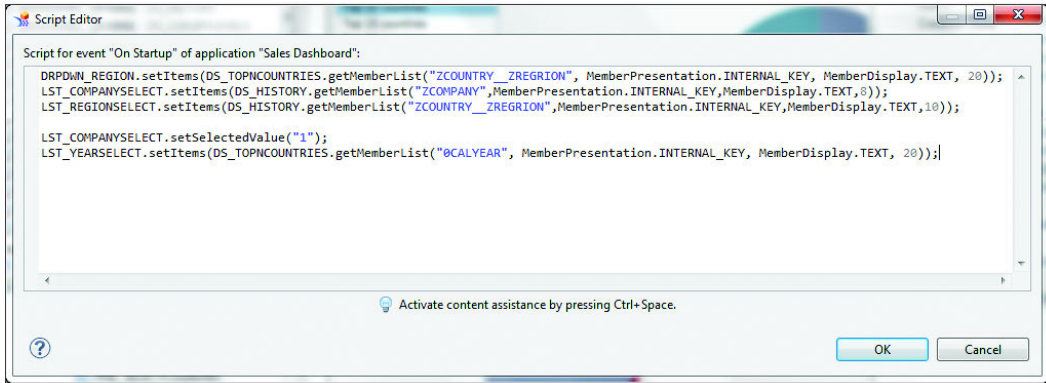 Script Editor
Script for event "On Startup" of application "Sales Dashboard":
DRPDWN_REGION.setItems(DS_TOPNCOUNTRIES.getMemberList("ZCOUNTRY__ZREGRION", MemberPresentation.INTERNAL_KEY, MemberDisplay.TEXT, 20));
LST_COMPANYSELECT.setItems(DS_HISTORY.getMemberList("ZCOMPANY",MemberPresentation.INTERNAL_KEY,MemberDisplay.TEXT,8));
LST_REGIONSELECT.setItems(DS_HISTORY.getMemberList("ZCOUNTRY__ZREGRION",MemberPresentation.INTERNAL_KEY,MemberDisplay.TEXT,10));
LST_COMPANYSELECT.setSelectedValue("1");
LST_YEARSELECT.setItems(DS_TOPNCOUNTRIES.getMemberList("0CALYEAR", MemberPresentation.INTERNAL_KEY, MemberDisplay.TEXT, 20));
Activate content assistance by pressing Ctrl+Space.
OK Cancel